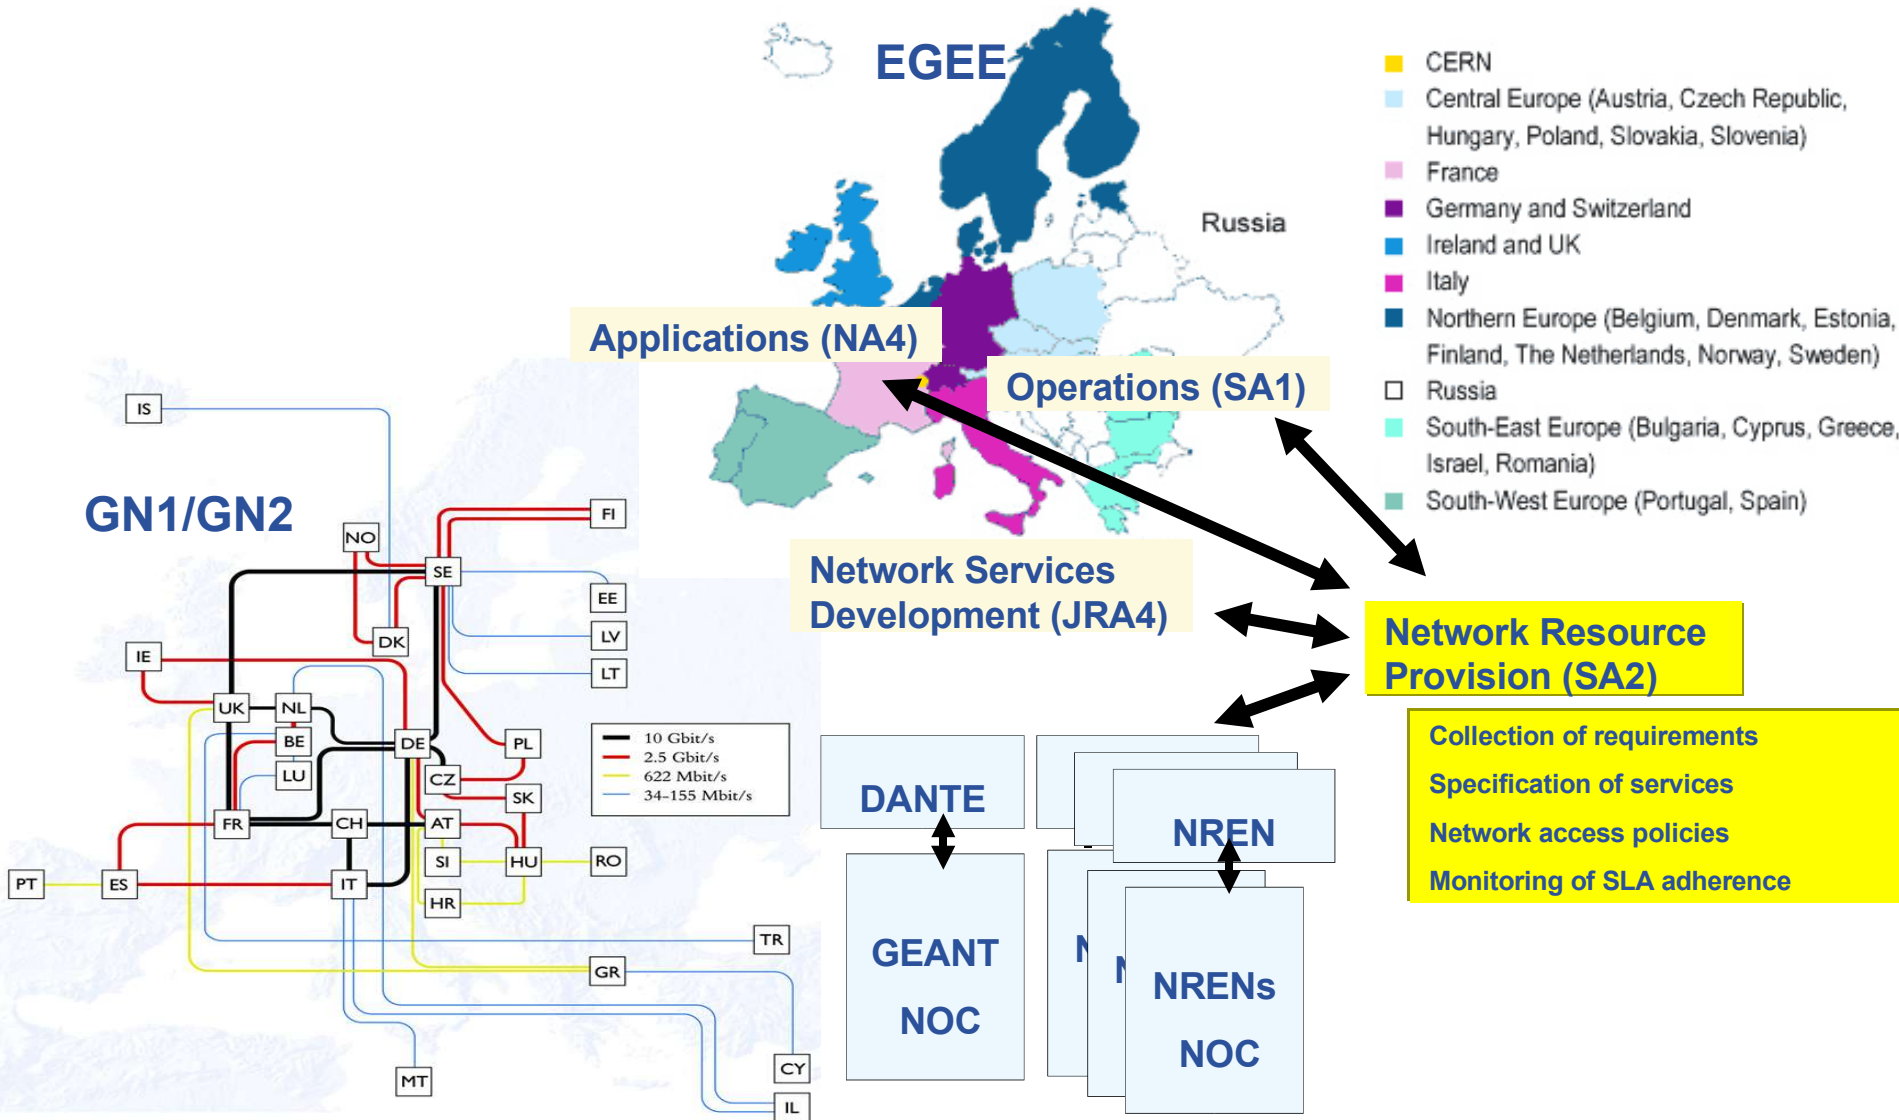 EGEE
CERN
Central Europe (Austria, Czech Republic,
Hungary, Poland, Slovakia, Slovenia)
France
Germany and Switzerland
Ireland and UK
Italy
Northern Europe (Belgium, Denmark, Estonia,
Finland, The Netherlands, Norway, Sweden)
Russia
South-East Europe (Bulgaria, Cyprus, Greece,
Israel, Romania)
South-West Europe (Portugal, Spain)
Russia
Applications (NA4)
Operations (SA1)
Network Services
Development (JRA4)
Network Resource
Provision (SA2)
Collection of requirements
Specification of services
Network access policies
Monitoring of SLA adherence
GN1/GN2
IS
FI
NO
SE
EE
DK
LV
IE
LT
UK
NL
BE
DE
PL
LU
CZ
SK
FR
CH
AT
SI
HU
RO
PT
ES
IT
HR
TR
GR
CY
MT
IL
10 Gbit/s
2.5 Gbit/s
622 Mbit/s
34-155 Mbit/s
DANTE
NREN
GEANT
NOC
N
N
NRENs
NOC